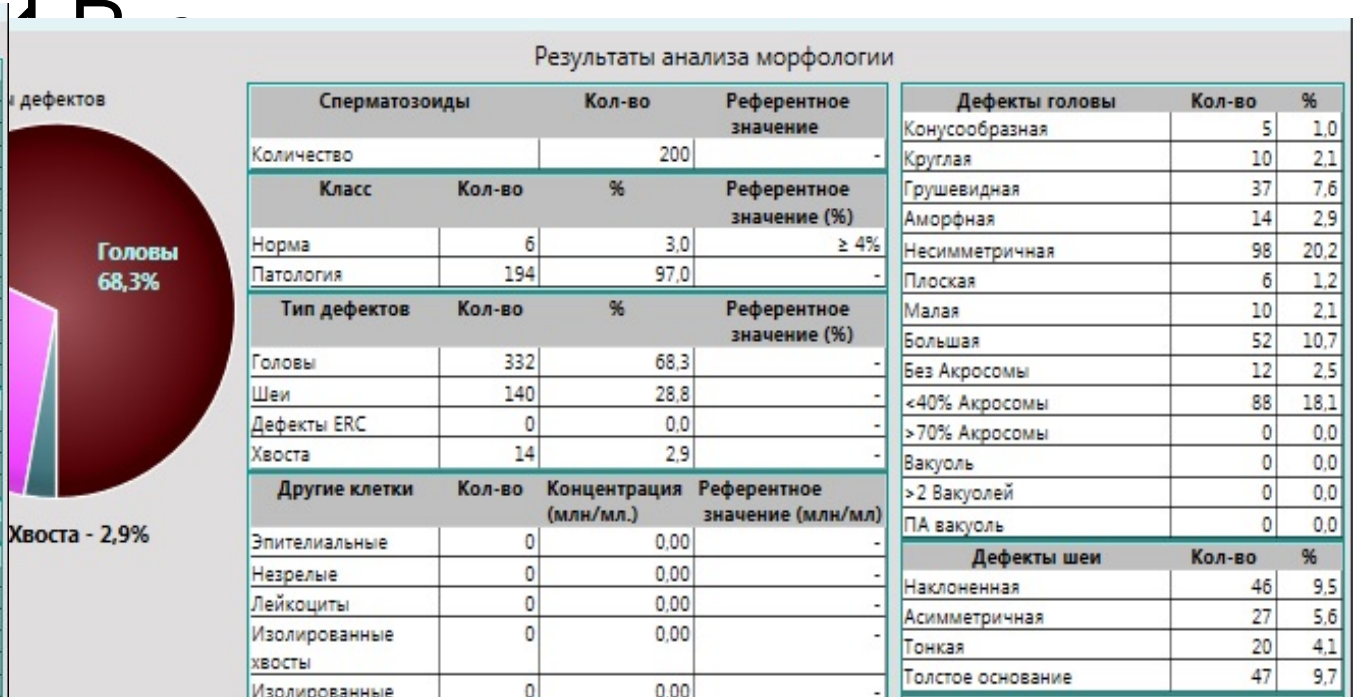 Результаты анализа морфологии
дефектов
Головы
68,3%
Хвоста - 2,9%
Сперматозоиды Кол-во Референтное
значение
Количество 200 -
Класс Кол-во % Референтное
значение (%)
Норма 6 3,0 ≥ 4%
Патология 194 97,0 -
Тип дефектов Кол-во % Референтное
значение (%)
Головы 332 68,3 -
Шеи 140 28,8 -
Дефекты ERC 0 0,0 -
Хвоста 14 2,9 -
Другие клетки Кол-во Концентрация Референтное
(млн/мл.) значение (млн/мл)
Эпителиальные 0 0,00 -
Незрелые 0 0,00 -
Лейкоциты 0 0,00 -
Изолированные 0 0,00 -
хвосты
Изолированные 0 0,00 -
Дефекты головы Кол-во %
Конусообразная 5 1,0
Круглая 10 2,1
Грушевидная 37 7,6
Аморфная 14 2,9
Несимметричная 98 20,2
Плоская 6 1,2
Малая 10 2,1
Большая 52 10,7
Без Акросомы 12 2,5
<40% Акросомы 88 18,1
>70% Акросомы 0 0,0
Вакуоль 0 0,0
>2 Вакуолей 0 0,0
ПА вакуоль 0 0,0
Дефекты шеи Кол-во %
Наклоненная 46 9,5
Асимметричная 27 5,6
Тонкая 20 4,1
Толстое основание 47 9,7